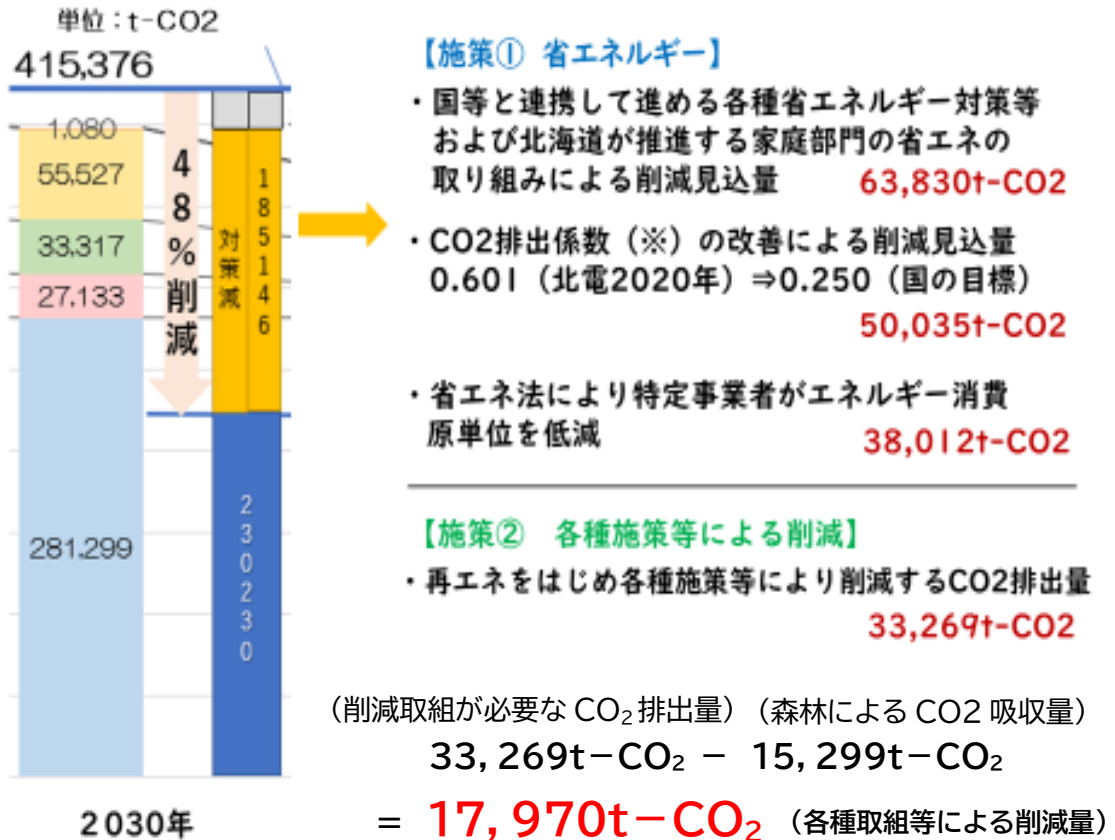 単位：t-CO2
415,376
1,080
55,527
33,317
27,133
281,299
48%削減
対策減
185146
230230
2030年
【施策① 省エネルギー】
・国等と連携して進める各種省エネルギー対策等
および北海道が推進する家庭部門の省エネの
取り組みによる削減見込量 63,830t-CO2
・CO2排出係数（※）の改善による削減見込量
0.601（北電2020年）⇒0.250（国の目標）
50,035t-CO2
・省エネ法により特定事業者がエネルギー消費
原単位を低減 38,012t-CO2
【施策② 各種施策等による削減】
・再エネをはじめ各種施策等により削減するCO2排出量
33,269t-CO2
（削減取組が必要な CO₂排出量）（森林による CO2 吸収量）
33,269t－CO₂ － 15,299t－CO₂
= 17,970t－CO₂ （各種取組等による削減量）